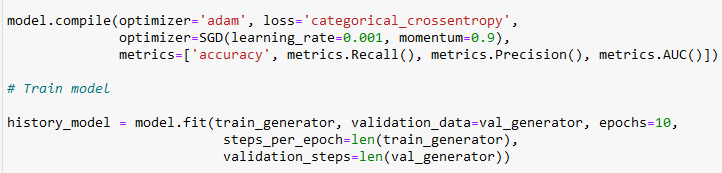 model.compile(optimizer='adam', loss='categorical_crossentropy',
optimizer=SGD(learning_rate=0.001, momentum=0.9),
metrics=['accuracy', metrics.Recall(), metrics.Precision(), metrics.AUC()])
# Train model
history_model = model.fit(train_generator, validation_data=val_generator, epochs=10,
steps_per_epoch=len(train_generator),
validation_steps=len(val_generator))